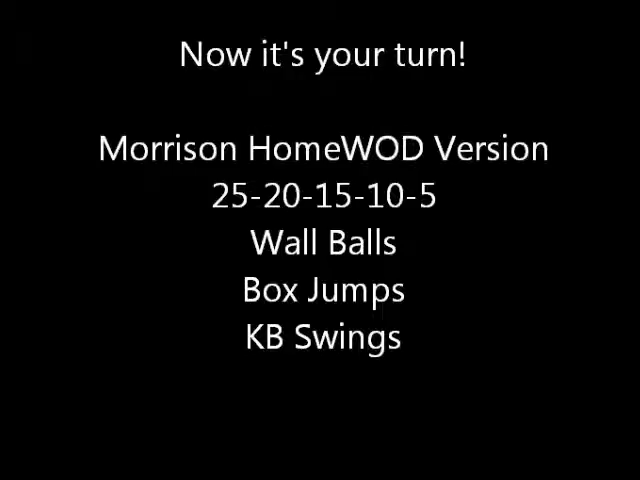 Now it's your turn!
Morrison HomeWOD Version
25-20-15-10-5
Wall Balls
Box Jumps
KB Swings